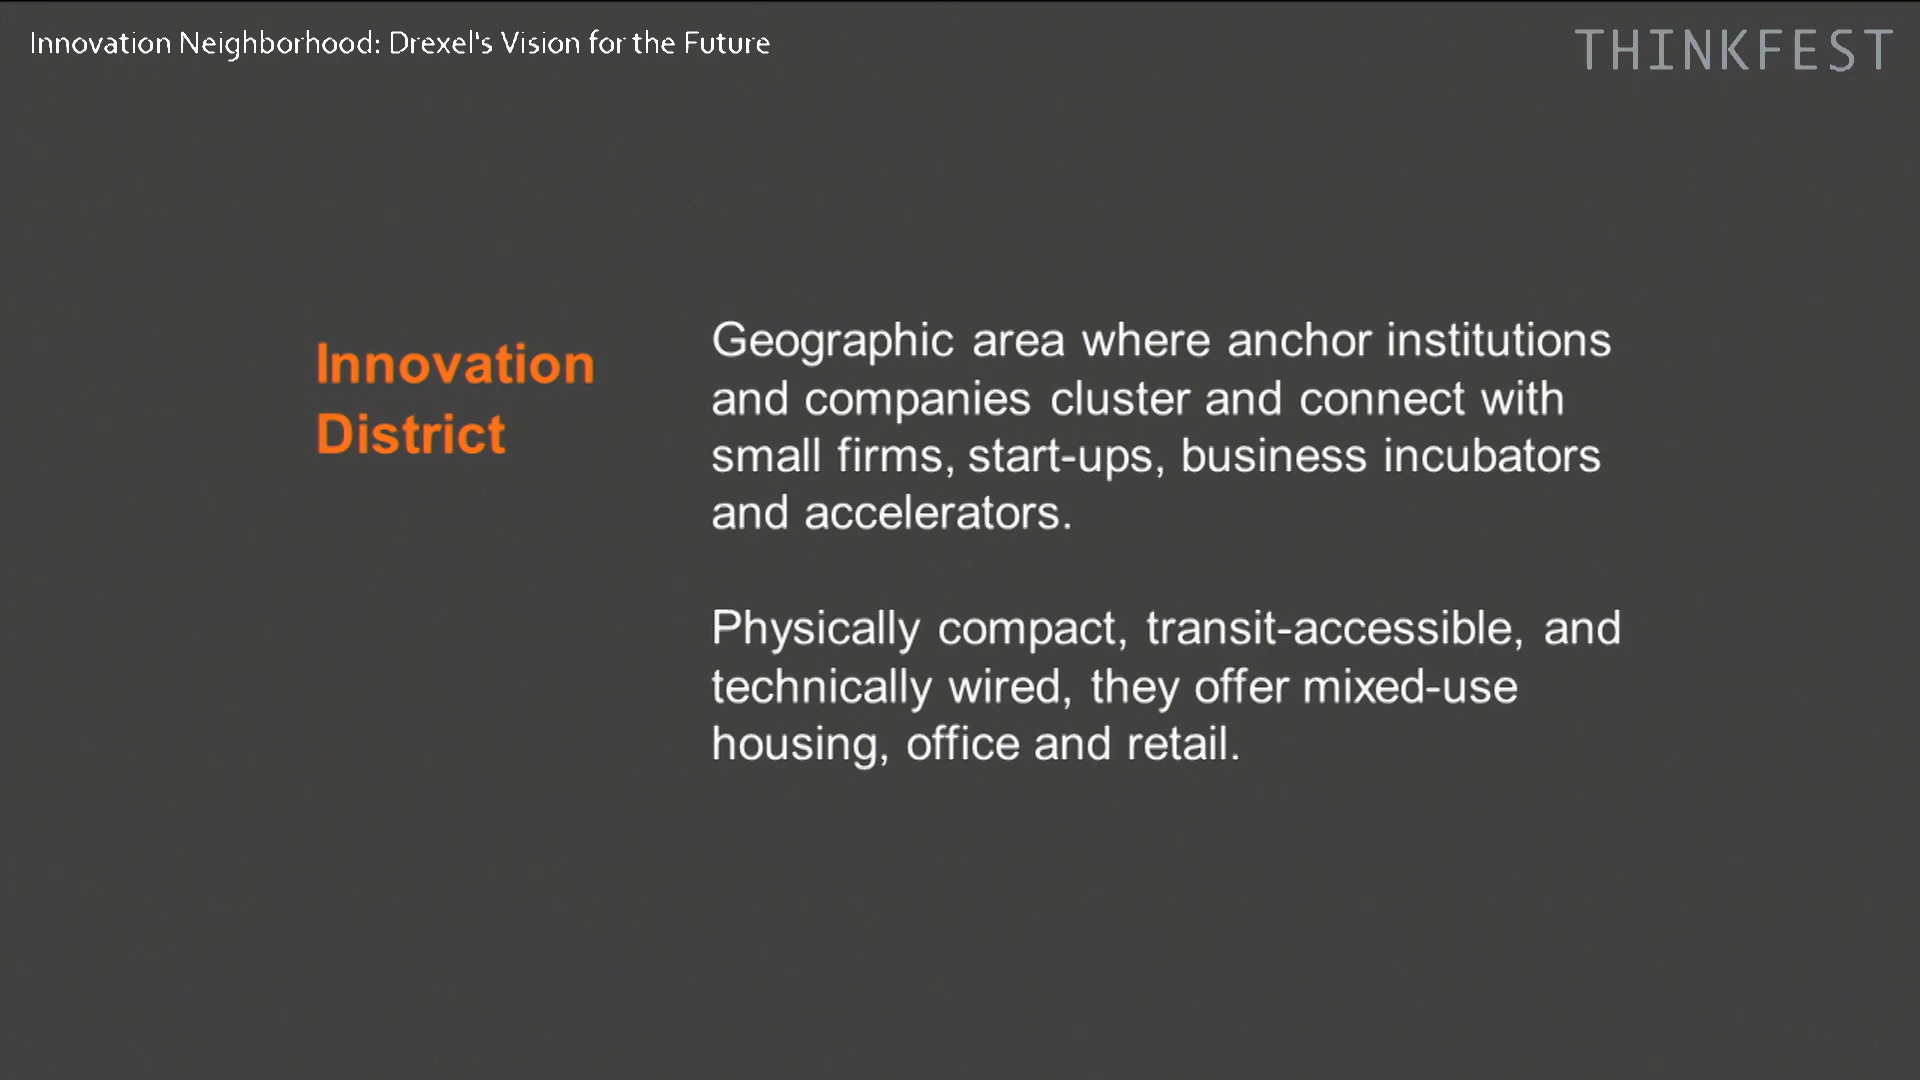 Innovation Neighborhood: Drexel's Vision for the Future
THINKFEST
Innovation
District
Geographic area where anchor institutions
and companies cluster and connect with
small firms, start-ups, business incubators
and accelerators.
Physically compact, transit-accessible, and
technically wired, they offer mixed-use
housing, office and retail.